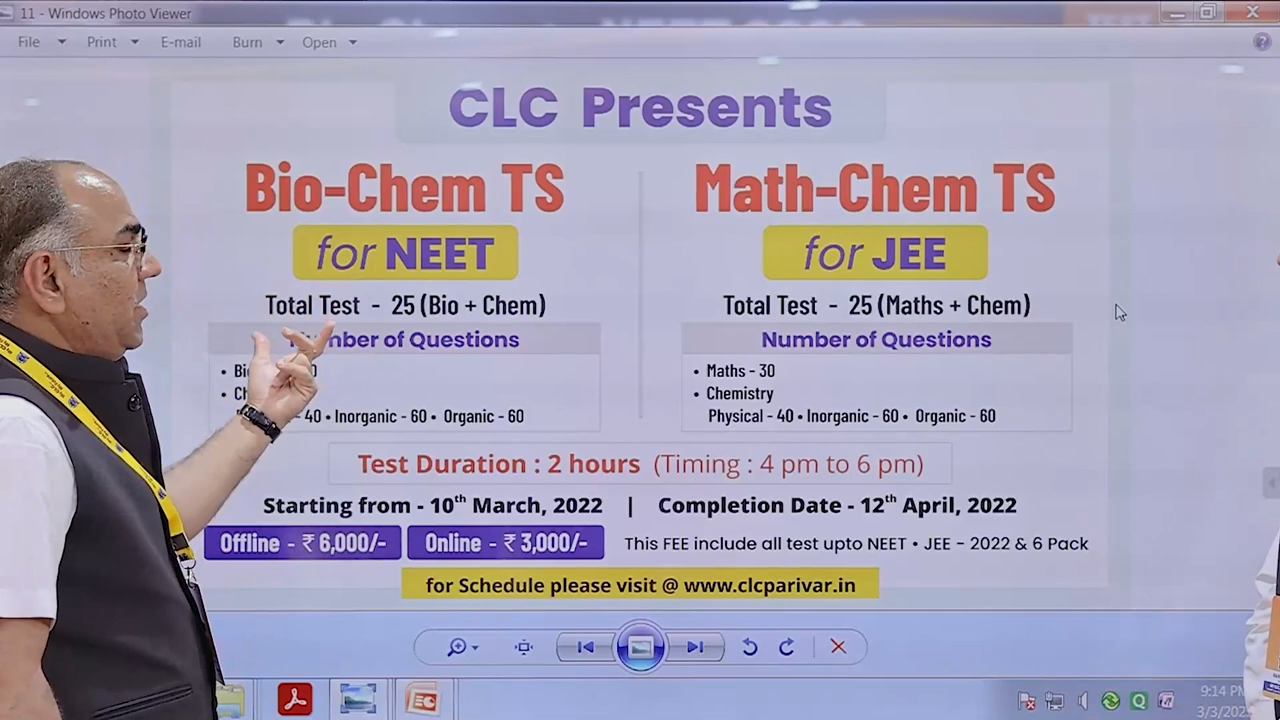 11 - Windows Photo Viewer
File Print E-mail Burn Open
CLC Presents
Bio-Chem TS
for NEET
Total Test - 25 (Bio + Chem)
Number of Questions
40 • Inorganic - 60 • Organic - 60
Math-Chem TS
for JEE
Total Test - 25 (Maths + Chem)
Number of Questions
• Maths - 30
• Chemistry
Physical - 40 • Inorganic - 60 • Organic - 60
Test Duration : 2 hours (Timing : 4 pm to 6 pm)
Starting from - 10th March, 2022 | Completion Date - 12th April, 2022
Offline - ₹ 6,000/- Online - ₹ 3,000/- This FEE include all test upto NEET • JEE - 2022 & 6 Pack
for Schedule please visit @ www.clcparivar.in
9:14 PM